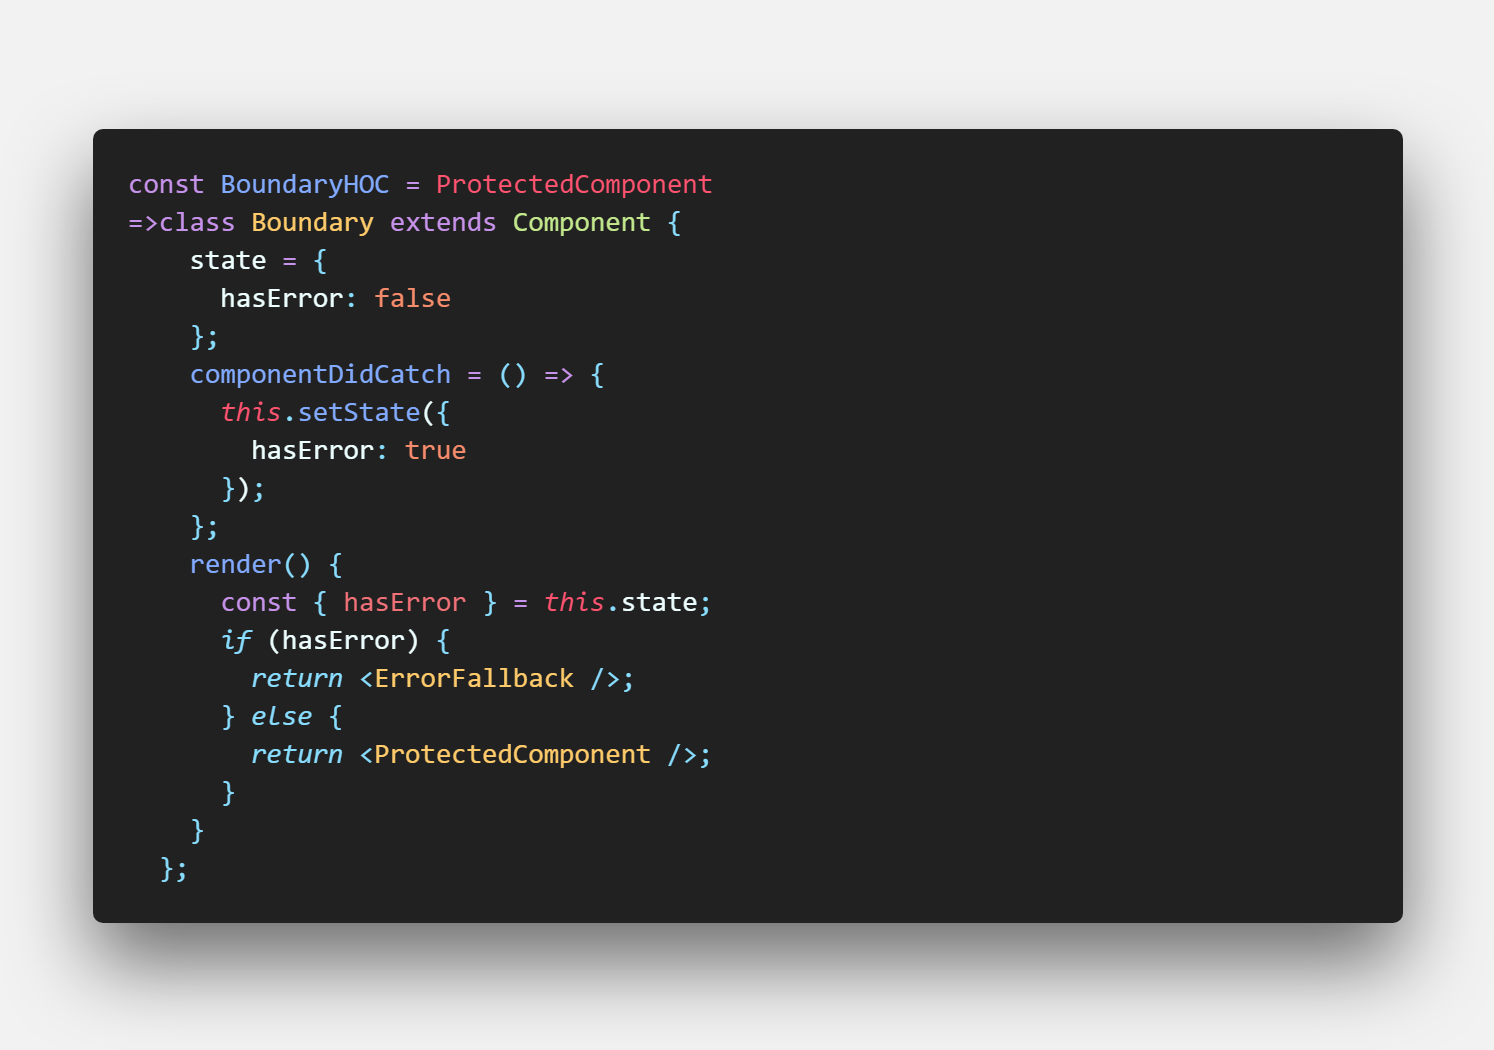 const BoundaryHOC = ProtectedComponent
=>class Boundary extends Component {
    state = {
      hasError: false
    };
    componentDidCatch = () => {
      this.setState({
        hasError: true
      });
    };
    render() {
      const { hasError } = this.state;
      if (hasError) {
        return <ErrorFallback />;
      } else {
        return <ProtectedComponent />;
      }
    }
  };